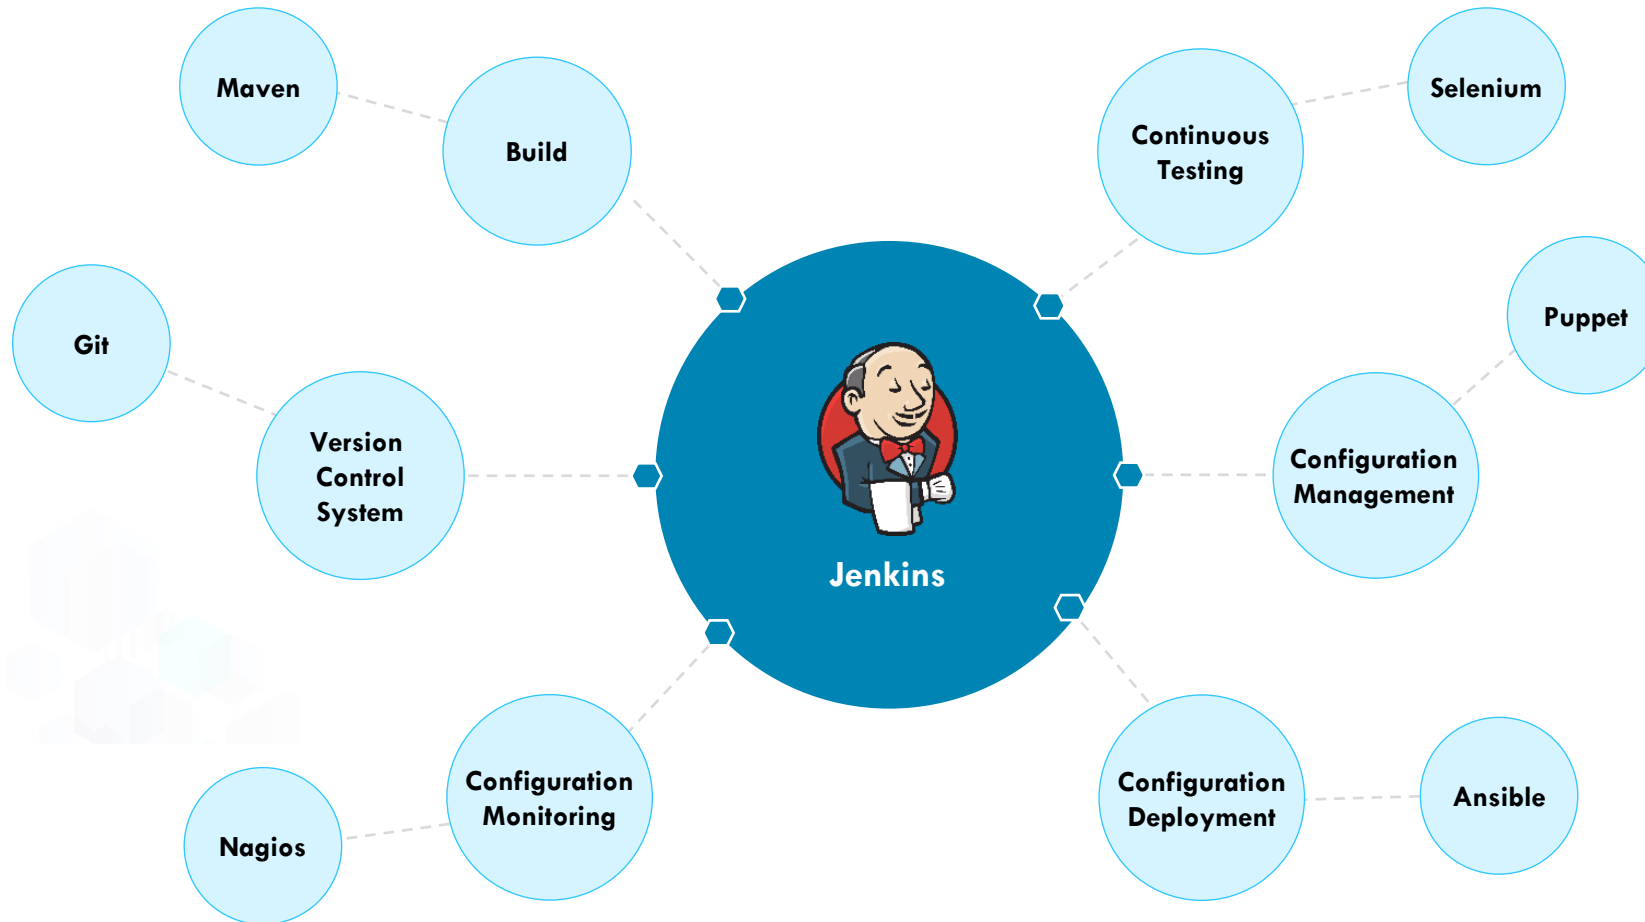 Maven
Build
Continuous
Testing
Selenium
Git
Version
Control
System
Jenkins
Configuration
Management
Puppet
Configuration
Monitoring
Nagios
Configuration
Deployment
Ansible